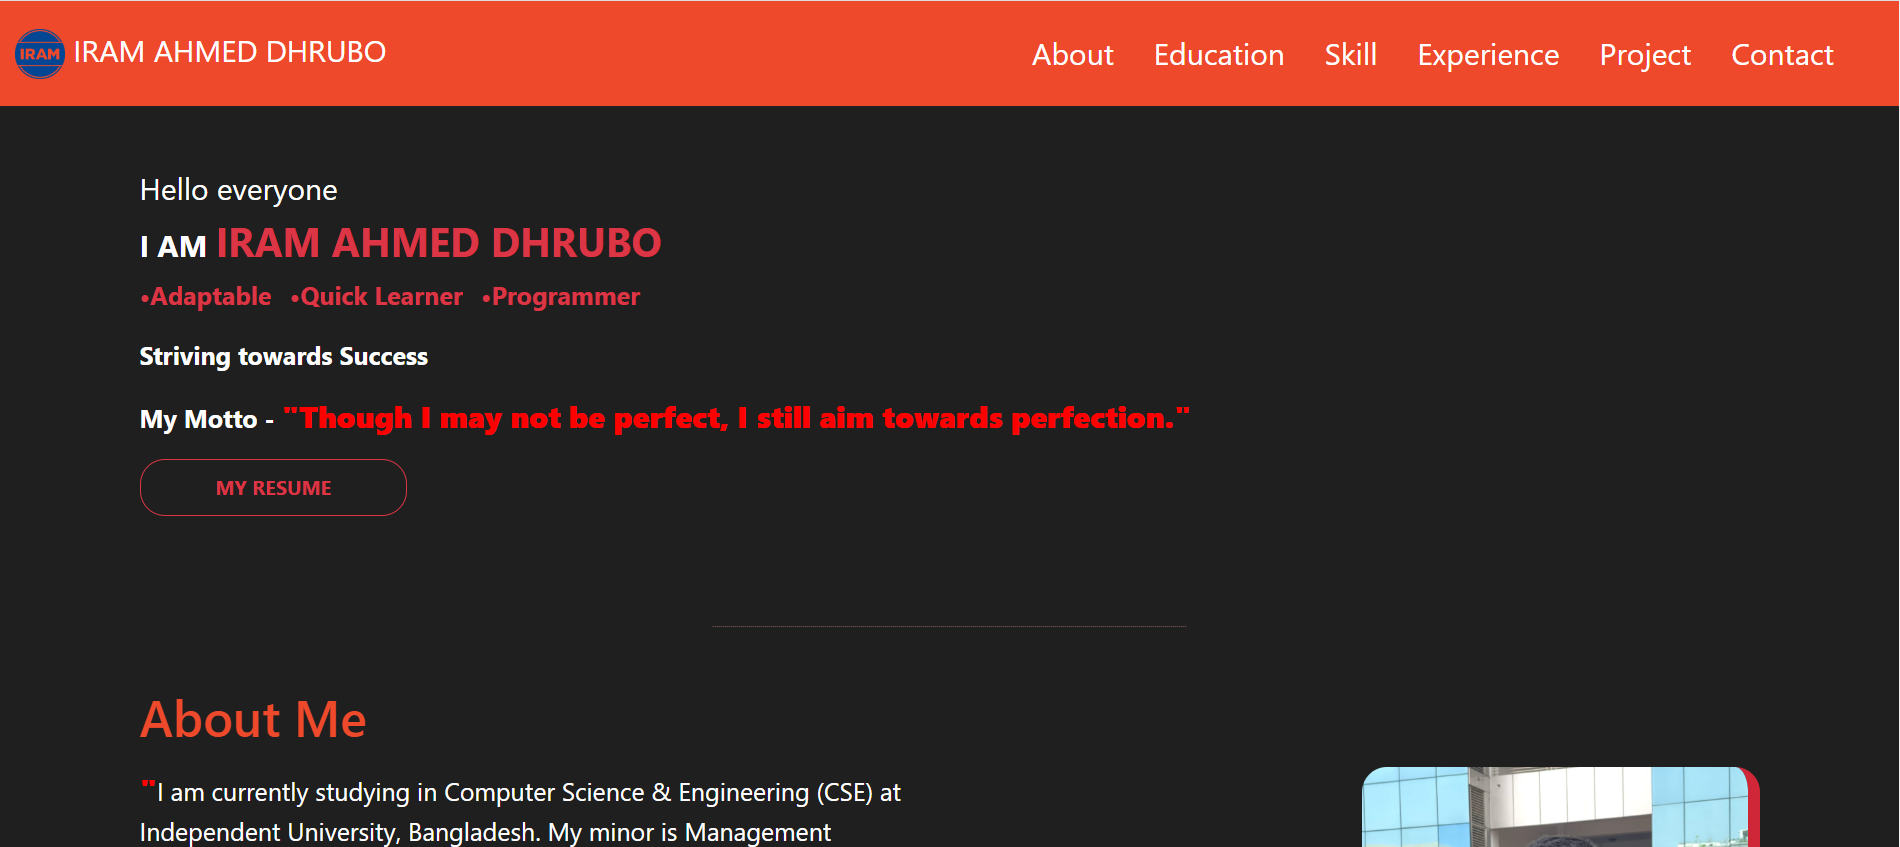 IRAM IRAM AHMED DHRUBO
About Education Skill Experience Project Contact
Hello everyone
I AM IRAM AHMED DHRUBO
•Adaptable •Quick Learner •Programmer
Striving towards Success
My Motto - "Though I may not be perfect, I still aim towards perfection."
MY RESUME
About Me
"I am currently studying in Computer Science & Engineering (CSE) at
Independent University, Bangladesh. My minor is Management